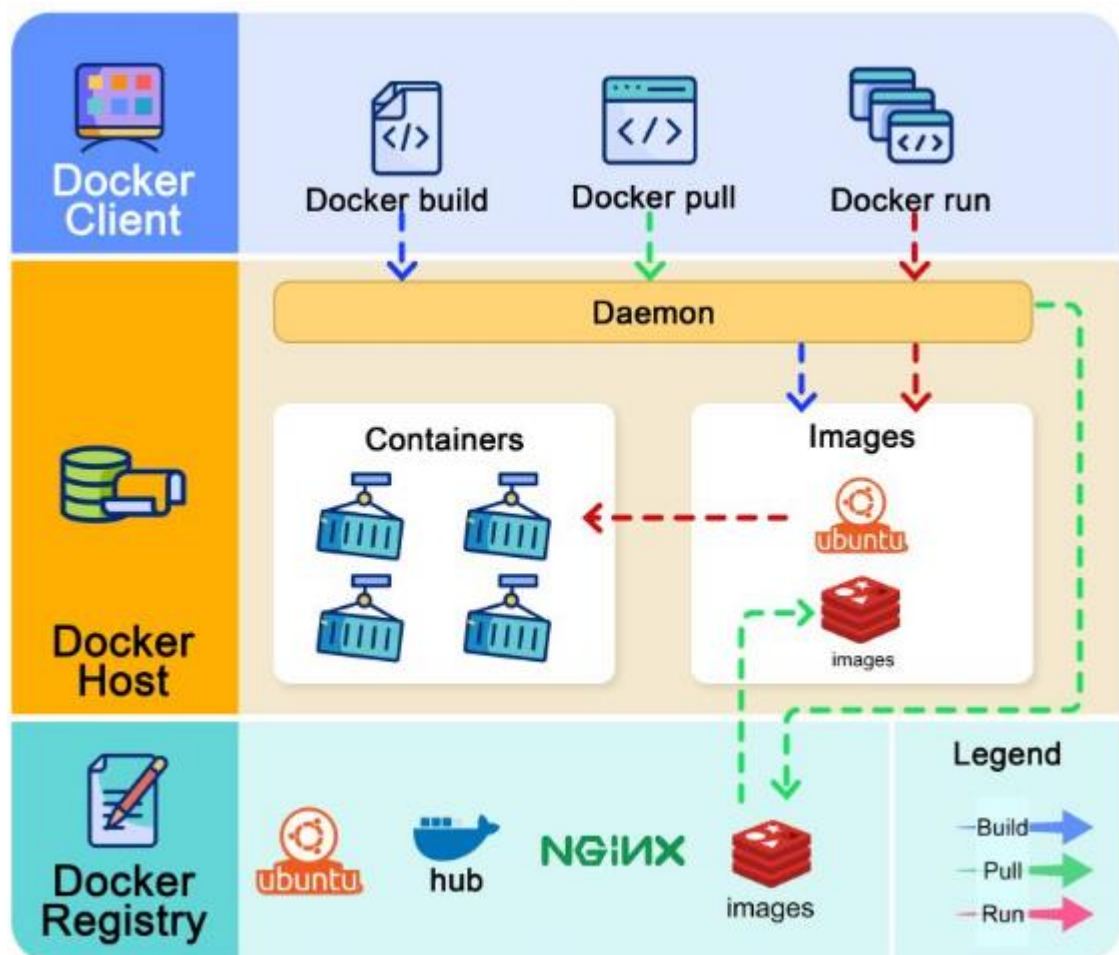 Docker
Client
Docker build
Docker pull
Docker run
Daemon
Docker
Host
Containers
Images
ubuntu
images
Docker
Registry
ubuntu
hub
NGiNX
images
Legend
Build
Pull
Run